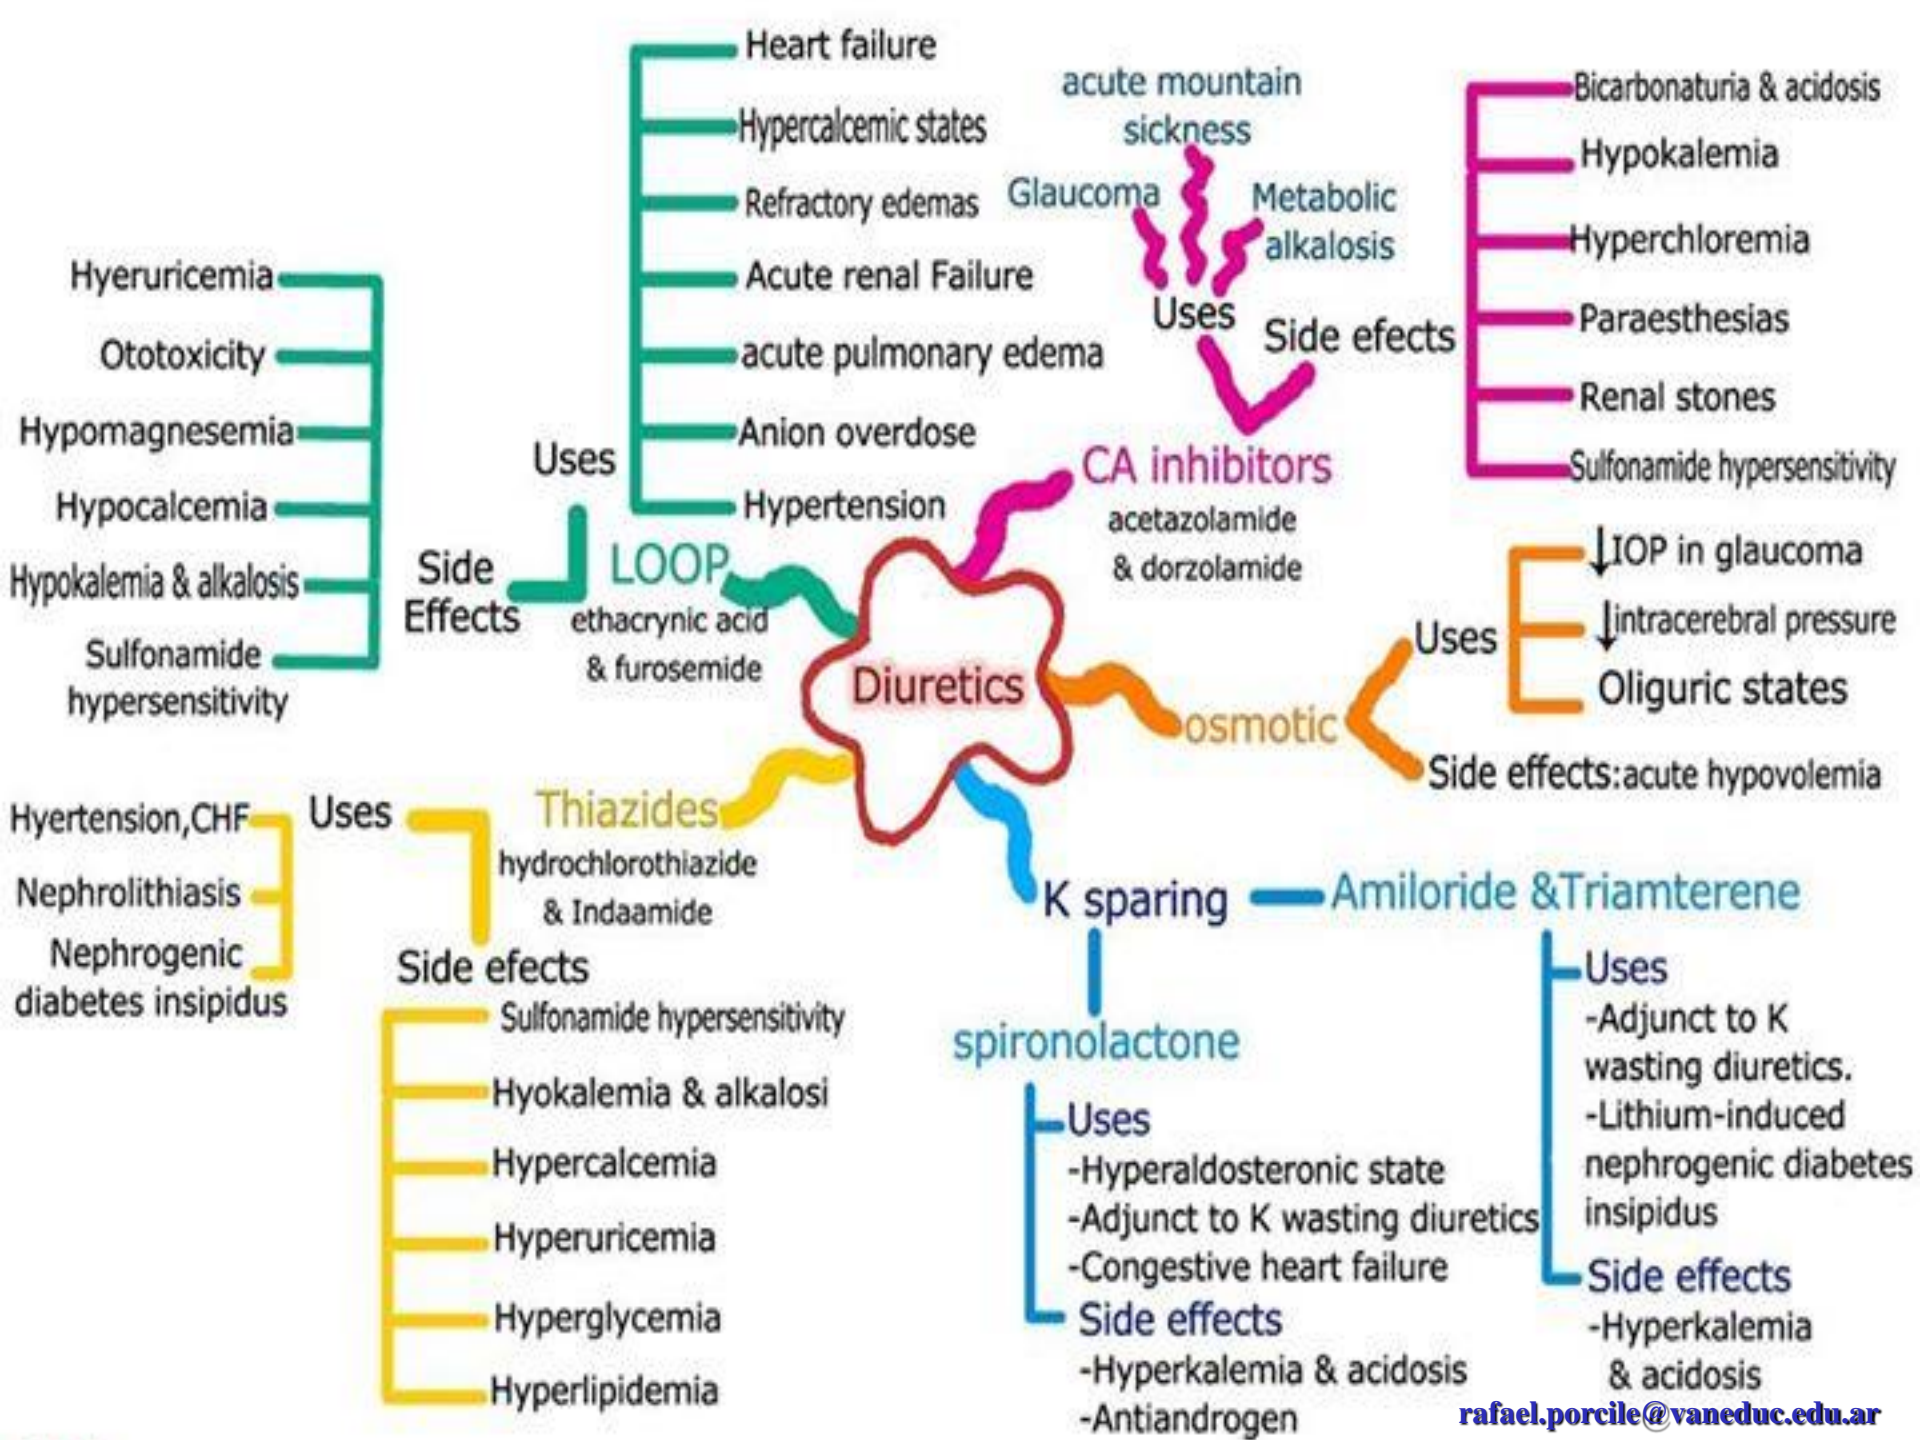 Heart failure
Hypercalcemic states
Refractory edemas
Acute renal Failure
acute pulmonary edema
Anion overdose
Hypertension
Uses
Hyeruricemia
Ototoxicity
Hypomagnesemia
Hypocalcemia
Hypokalemia & alkalosis
Sulfonamide
hypersensitivity
Side
Effects
LOOP
ethacrynic acid
& furosemide
acute mountain
sickness
Glaucoma
Metabolic
alkalosis
Uses
Side efects
Bicarbonaturia & acidosis
Hypokalemia
Hyperchloremia
Paraesthesias
Renal stones
Sulfonamide hypersensitivity
CA inhibitors
acetazolamide
& dorzolamide
Diuretics
osmotic
Uses
↓IOP in glaucoma
↓intracerebral pressure
Oliguric states
Side effects:acute hypovolemia
Thiazides
hydrochlorothiazide
& Indaamide
Uses
Hyertension,CHF
Nephrolithiasis
Nephrogenic
diabetes insipidus
Side efects
Sulfonamide hypersensitivity
Hyokalemia & alkalosi
Hypercalcemia
Hyperuricemia
Hyperglycemia
Hyperlipidemia
K sparing
Amiloride &Triamterene
Uses
-Adjunct to K
wasting diuretics.
-Lithium-induced
nephrogenic diabetes
insipidus
Side effects
-Hyperkalemia
& acidosis
spironolactone
Uses
-Hyperaldosteronic state
-Adjunct to K wasting diuretics
-Congestive heart failure
Side effects
-Hyperkalemia & acidosis
-Antiandrogen
rafael.porcile@vaneduc.edu.ar